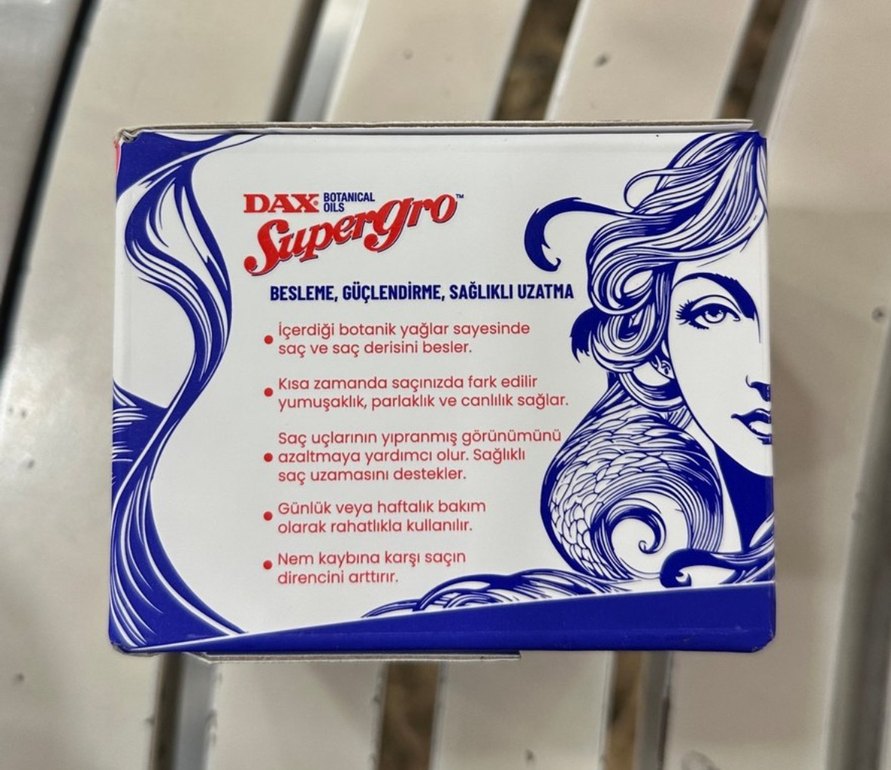 DAX® BOTANICAL
OILS
Supergro™
BESLEME, GÜÇLENDİRME, SAĞLIKLI UZATMA
• İçerdiği botanik yağlar sayesinde
saç ve saç derisini besler.
• Kısa zamanda saçınızda fark edilir
yumuşaklık, parlaklık ve canlılık sağlar.
• Saç uçlarının yıpranmış görünümünü
azaltmaya yardımcı olur. Sağlıklı
saç uzamasını destekler.
• Günlük veya haftalık bakım
olarak rahatlıkla kullanılır.
• Nem kaybına karşı saçın
direncini arttırır.